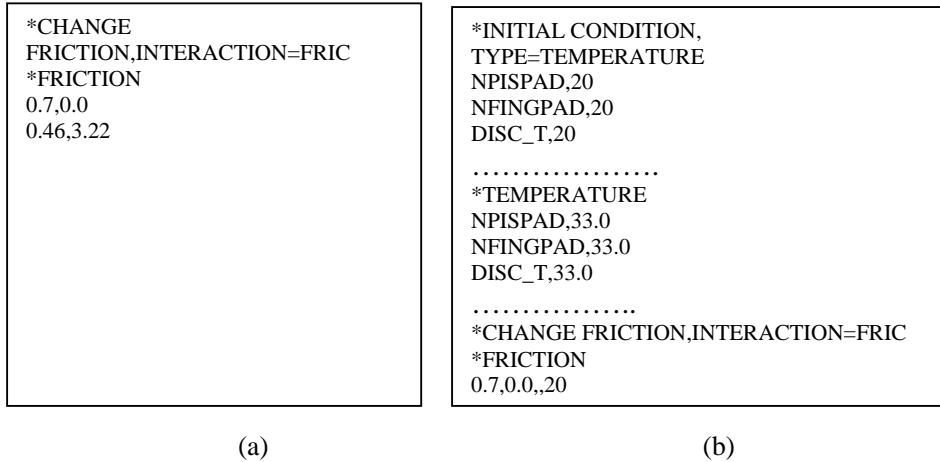 *CHANGE
FRICTION,INTERACTION=FRIC
*FRICTION
0.7,0.0
0.46,3.22
*INITIAL CONDITION,
TYPE=TEMPERATURE
NPISPAD,20
NFINGPAD,20
DISC_T,20
………………….
*TEMPERATURE
NPISPAD,33.0
NFINGPAD,33.0
DISC_T,33.0
……………..
*CHANGE FRICTION,INTERACTION=FRIC
*FRICTION
0.7,0.0,,20
(a)
(b)